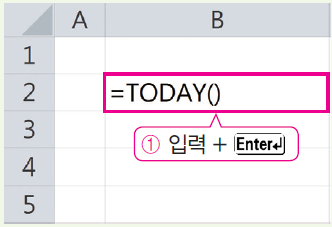 A B
1
2 =TODAY()
3
① 입력 + Enter↲
4
5